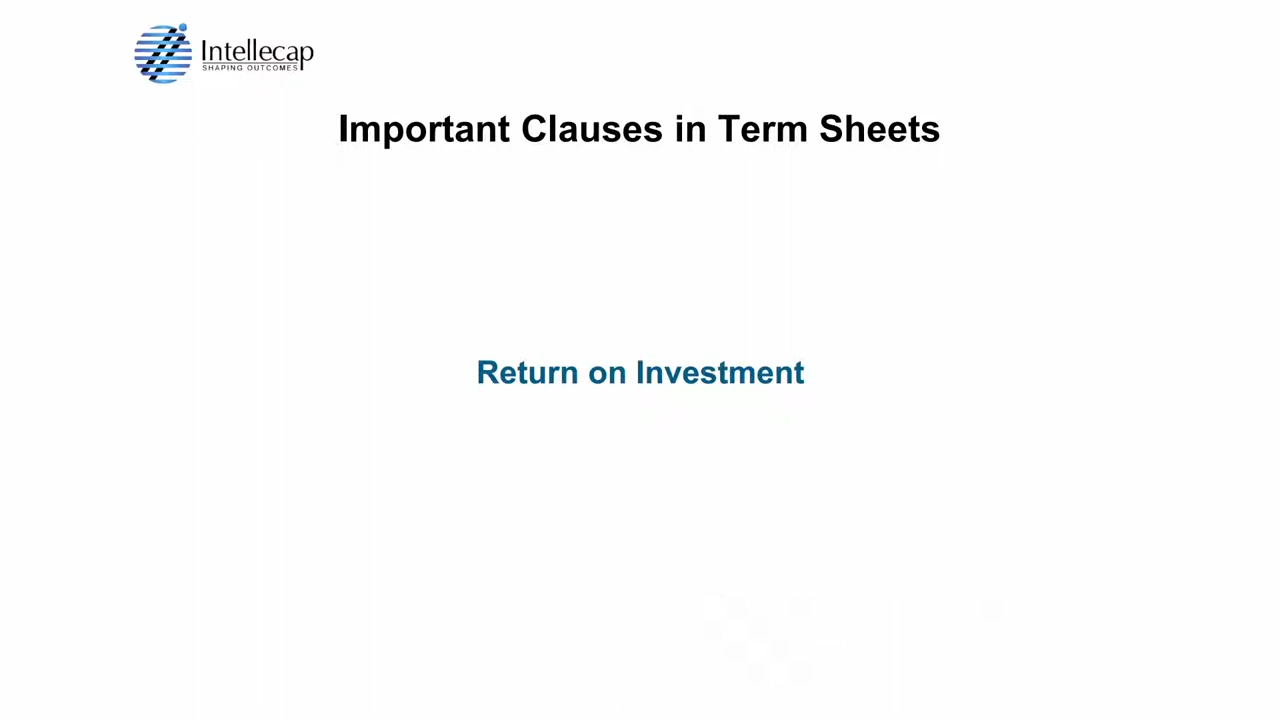 Intellecap
SHAPING OUTCOMES
Important Clauses in Term Sheets
Return on Investment